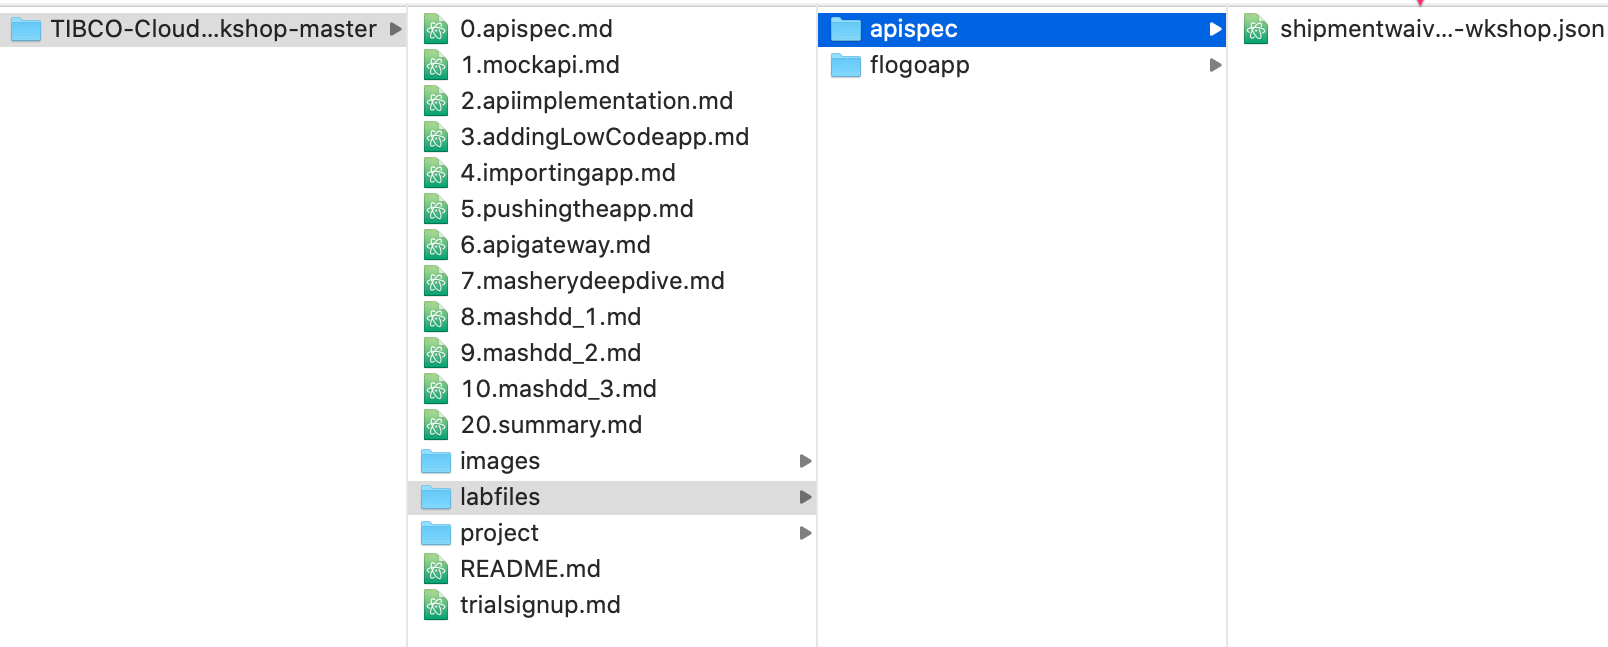 TIBCO-Cloud...kshop-master
0.apispec.md
1.mockapi.md
2.apiimplementation.md
3.addingLowCodeapp.md
4.importingapp.md
5.pushingtheapp.md
6.apigateway.md
7.masherydeepdive.md
8.mashdd_1.md
9.mashdd_2.md
10.mashdd_3.md
20.summary.md
images
labfiles
project
README.md
trialsignup.md
apispec
flogoapp
shipmentwaiv...-wkshop.json